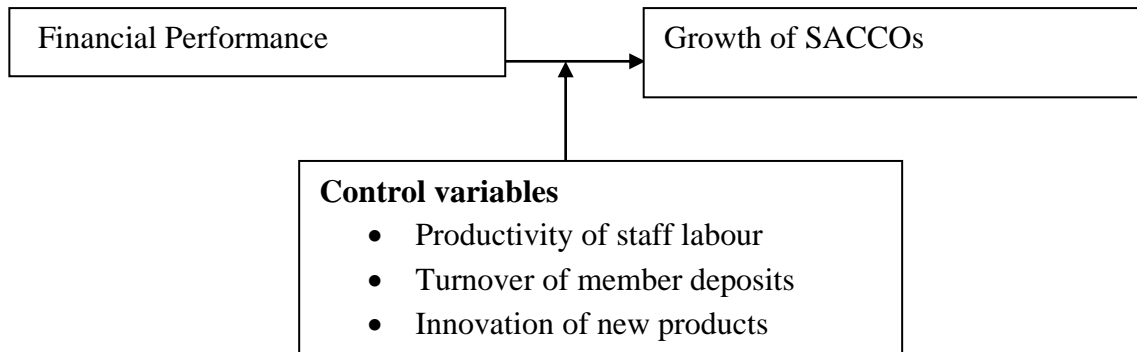 Financial Performance
Growth of SACCOs
Control variables
• Productivity of staff labour
• Turnover of member deposits
• Innovation of new products